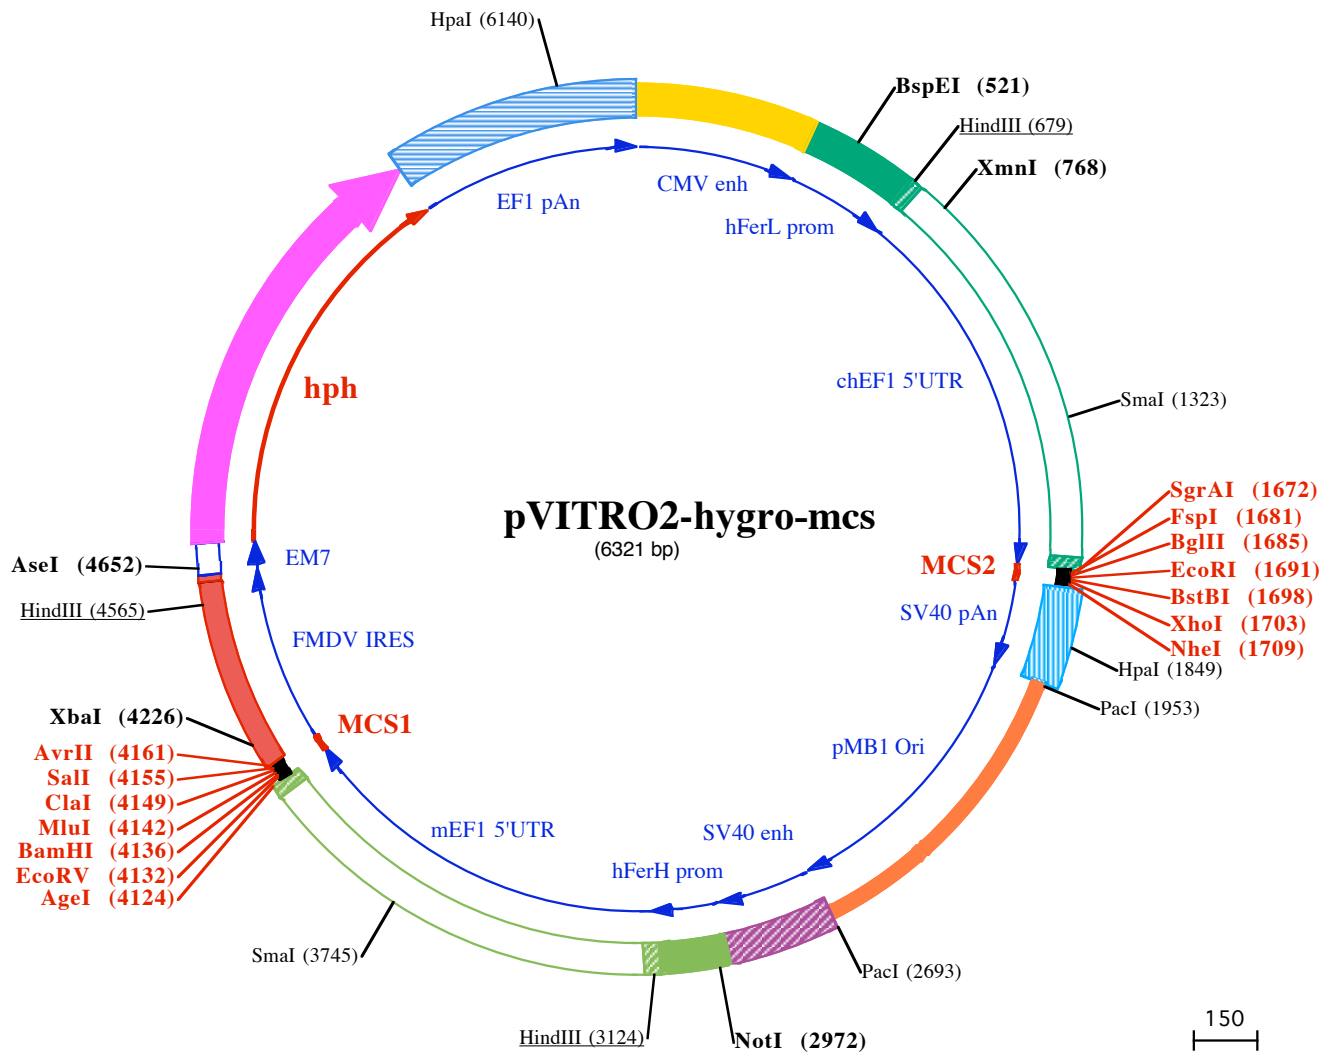 HpaI (6140)
BspEI (521)
HindIII (679)
XmnI (768)
CMV enh
EF1 pAn
hFerL prom
chEF1 5'UTR
hph
SmaI (1323)
SgrAI (1672)
FspI (1681)
BglII (1685)
EcoRI (1691)
BstBI (1698)
XhoI (1703)
NheI (1709)
HpaI (1849)
PacI (1953)
pVITRO2-hygro-mcs
(6321 bp)
MCS2
SV40 pAn
EM7
AseI (4652)
HindIII (4565)
FMDV IRES
XbaI (4226)
MCS1
AvrII (4161)
SalI (4155)
ClaI (4149)
MluI (4142)
BamHI (4136)
EcoRV (4132)
AgeI (4124)
pMB1 Ori
mEF1 5'UTR
SV40 enh
hFerH prom
SmaI (3745)
PacI (2693)
HindIII (3124)
NotI (2972)
150